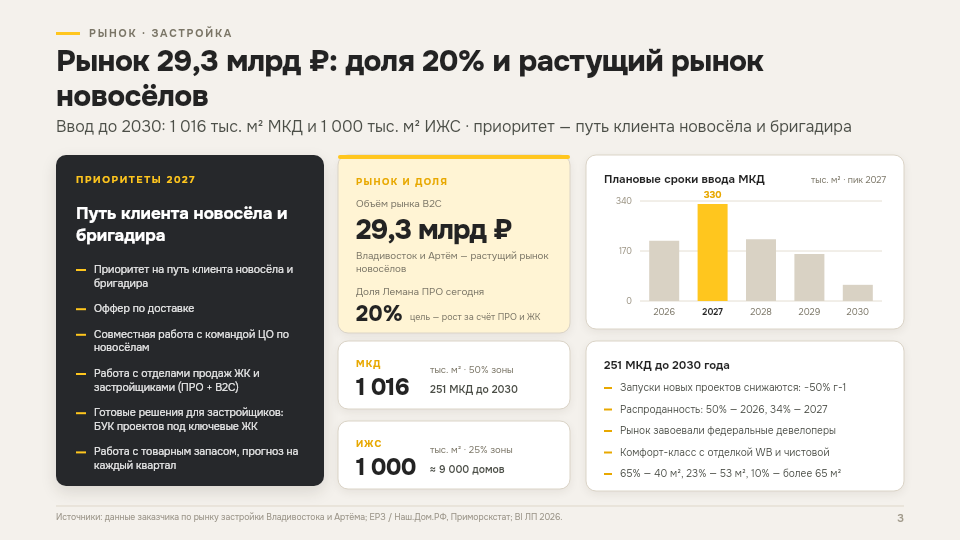 РЫНОК · ЗАСТРОЙКА
Рынок 29,3 млрд ₽: доля 20% и растущий рынок
новосёлов
Ввод до 2030: 1 016 тыс. м² МКД и 1 000 тыс. м² ИЖС · приоритет — путь клиента новосёла и бригадира
ПРИОРИТЕТЫ 2027
Путь клиента новосёла и
бригадира
Приоритет на путь клиента новосёла и
бригадира
Оффер по доставке
Совместная работа с командой ЦО по
новосёлам
Работа с отделами продаж ЖК и
застройщиками (ПРО + B2C)
Готовые решения для застройщиков:
БУК проектов под ключевые ЖК
Работа с товарным запасом, прогноз на
каждый квартал
РЫНОК И ДОЛЯ
Объём рынка B2C
29,3 млрд ₽
Владивосток и Артём — растущий рынок
новосёлов
Доля Лемана ПРО сегодня
20% цель — рост за счёт ПРО и ЖК
МКД
1 016
тыс. м² · 50% зоны
251 МКД до 2030
ИЖС
1 000
тыс. м² · 25% зоны
≈ 9 000 домов
Плановые сроки ввода МКД
тыс. м² · пик 2027
330
340
170
0
2026 2027 2028 2029 2030
251 МКД до 2030 года
Запуски новых проектов снижаются: −50% г-1
Распроданность: 50% — 2026, 34% — 2027
Рынок завоевали федеральные девелоперы
Комфорт-класс с отделкой WB и чистовой
65% — 40 м², 23% — 53 м², 10% — более 65 м²
Источники: данные заказчика по рынку застройки Владивостока и Артёма; ЕРЗ / Наш.Дом.РФ, Приморскстат; BI ЛП 2026.
3